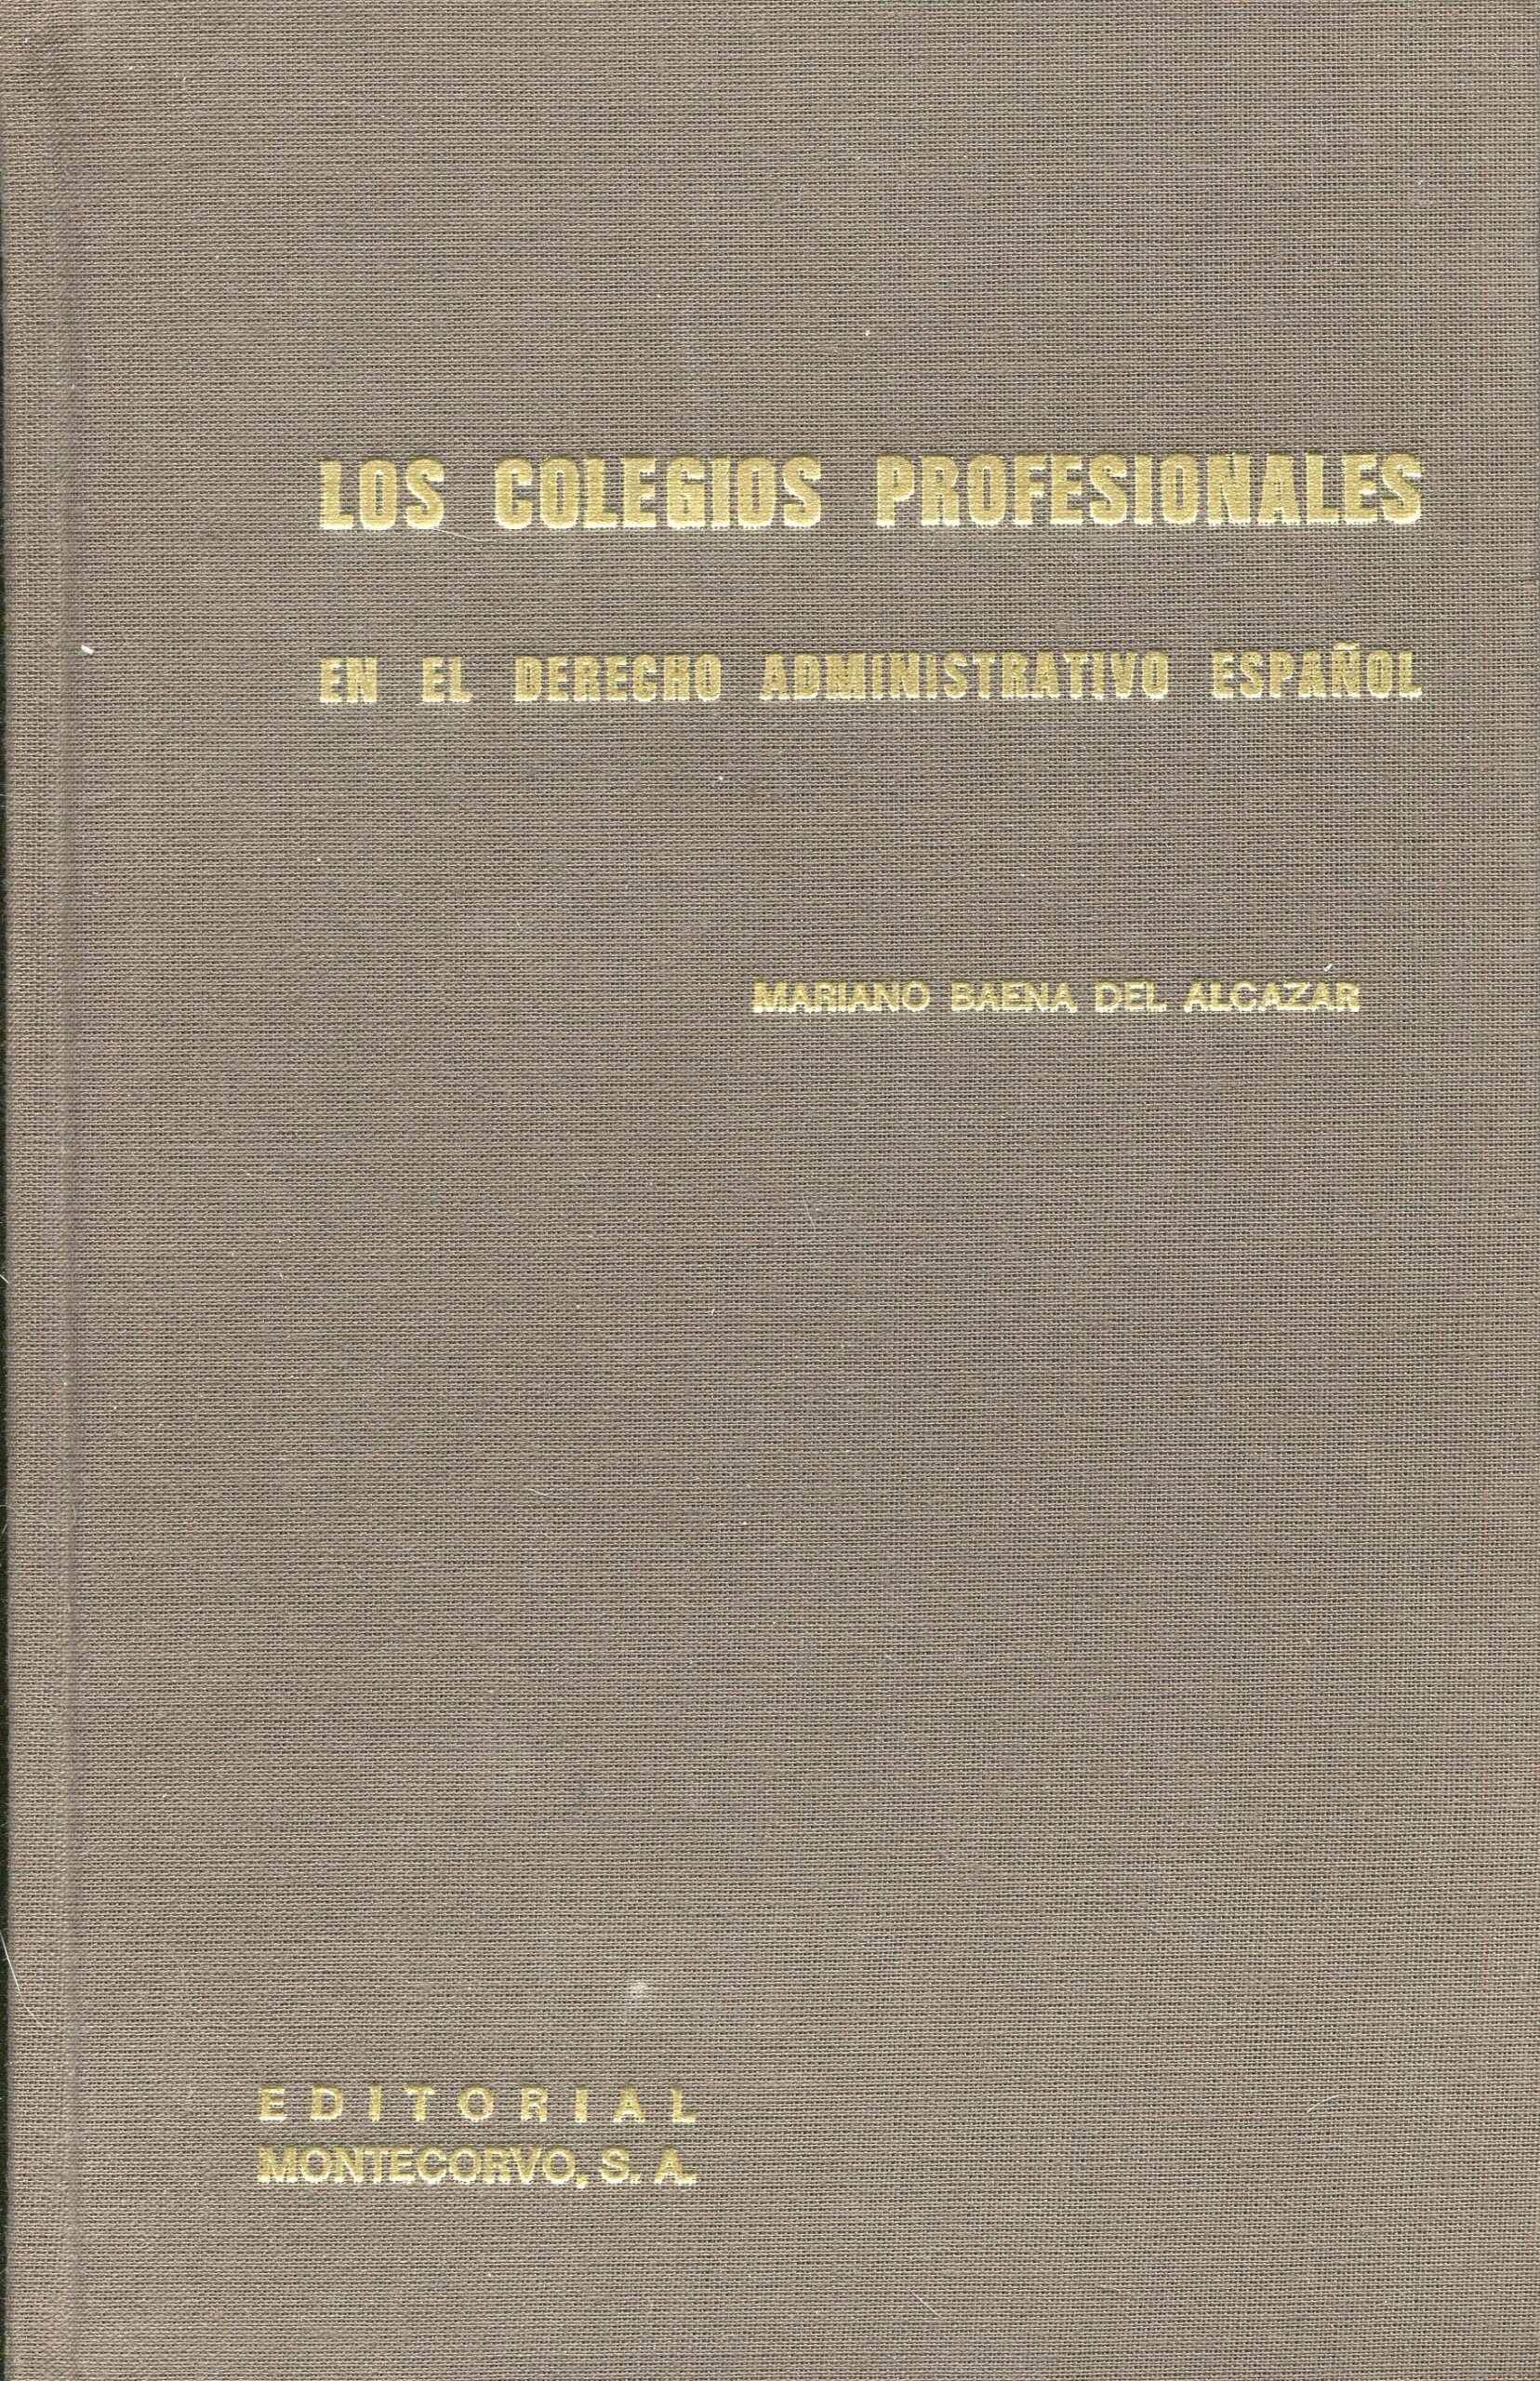 LOS COLEGIOS PROFESIONALES
EN EL DERECHO ADMINISTRATIVO ESPAÑOL
MARIANO BAENA DEL ALCAZAR
EDITORIAL
MONTECORVO, S. A.